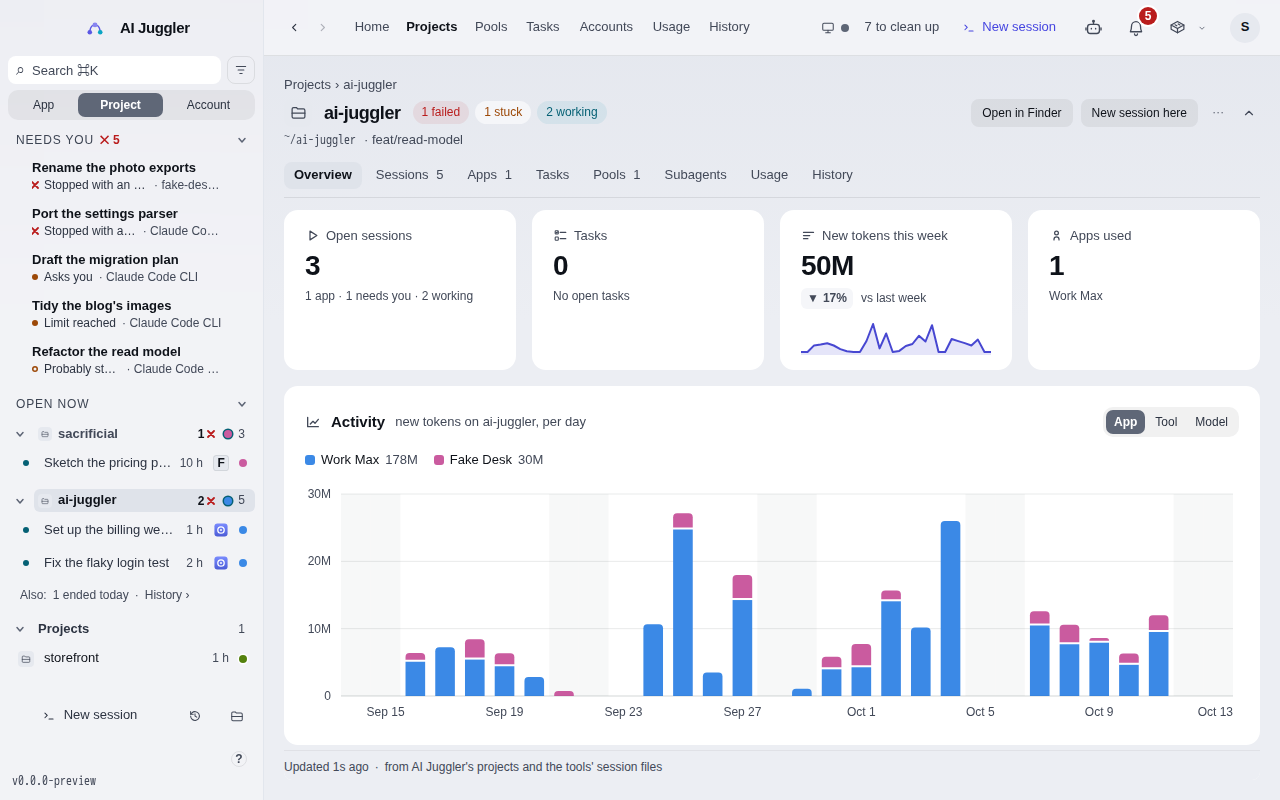 AI Juggler
Search ⌘K
App Project Account
NEEDS YOU 5
Rename the photo exports
Stopped with an … · fake-des…
Port the settings parser
Stopped with a… · Claude Co…
Draft the migration plan
Asks you · Claude Code CLI
Tidy the blog's images
Limit reached · Claude Code CLI
Refactor the read model
Probably st… · Claude Code …
OPEN NOW
sacrificial 1 3
Sketch the pricing p… 10 h F
ai-juggler 2 5
Set up the billing we… 1 h
Fix the flaky login test 2 h
Also: 1 ended today · History ›
Projects 1
storefront 1 h
New session
?
v0.0.0-preview
Home Projects Pools Tasks Accounts Usage History
7 to clean up New session 5 S
Projects › ai-juggler
ai-juggler 1 failed 1 stuck 2 working
Open in Finder New session here ···
~/ai-juggler · feat/read-model
Overview Sessions 5 Apps 1 Tasks Pools 1 Subagents Usage History
Open sessions
3
1 app · 1 needs you · 2 working
Tasks
0
No open tasks
New tokens this week
50M
▼ 17% vs last week
Apps used
1
Work Max
Activity new tokens on ai-juggler, per day
App Tool Model
Work Max 178M Fake Desk 30M
30M
20M
10M
0
Sep 15 Sep 19 Sep 23 Sep 27 Oct 1 Oct 5 Oct 9 Oct 13
Updated 1s ago · from AI Juggler's projects and the tools' session files